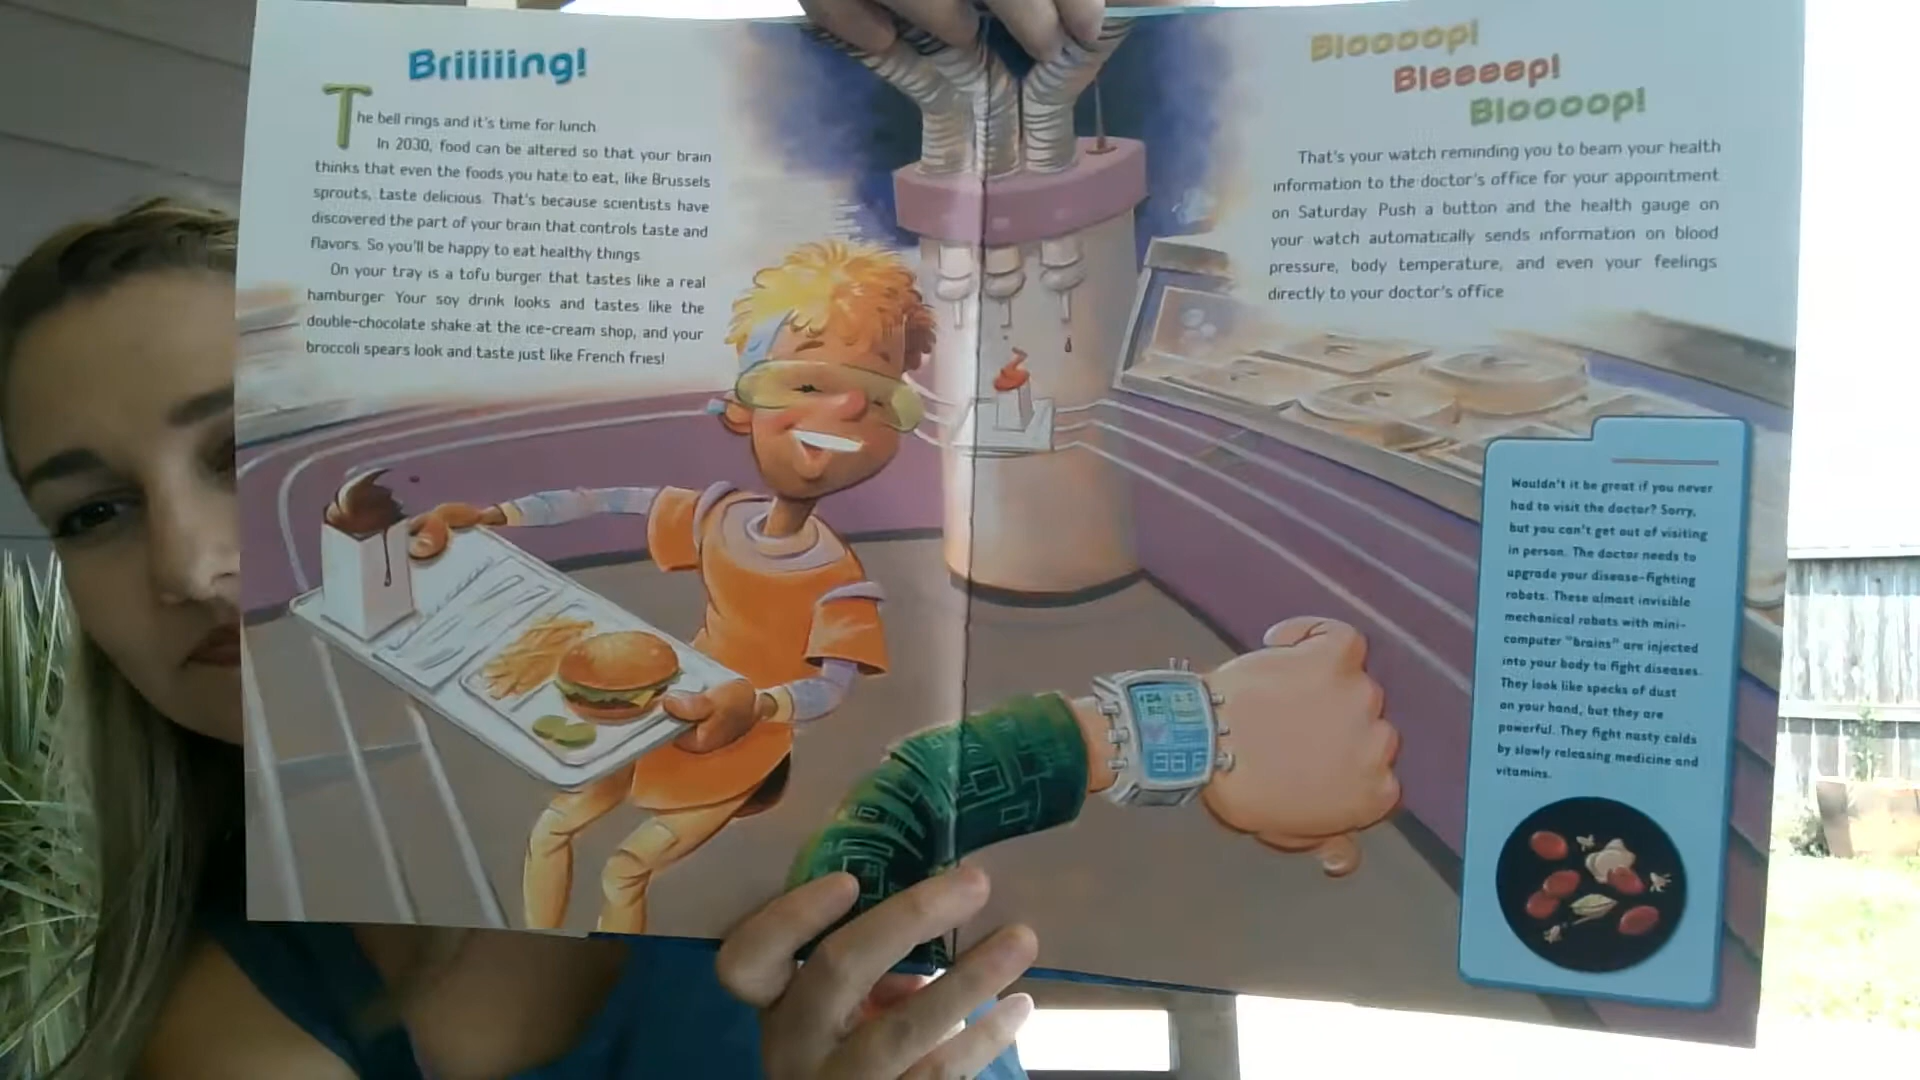 Briiiiing!
The bell rings and it's time for lunch.
In 2030, food can be altered so that your brain
thinks that even the foods you hate to eat, like Brussels
sprouts, taste delicious. That's because scientists have
discovered the part of your brain that controls taste and
flavors. So you'll be happy to eat healthy things.
On your tray is a tofu burger that tastes like a real
hamburger. Your soy drink looks and tastes like the
double-chocolate shake at the ice-cream shop, and your
broccoli spears look and taste just like French fries!
Bloooop!
Bleeeep!
Bloooop!
That's your watch reminding you to beam your health
information to the doctor's office for your appointment
on Saturday. Push a button and the health gauge on
your watch automatically sends information on blood
pressure, body temperature, and even your feelings
directly to your doctor's office.
Wouldn't it be great if you never
had to visit the doctor? Sorry,
but you can't get out of visiting
in person. The doctor needs to
upgrade your disease-fighting
robots. These almost invisible
mechanical robots with mini-
computer "brains" are injected
into your body to fight diseases.
They look like specks of dust
on your hand, but they are
powerful. They fight nasty colds
by slowly releasing medicine and
vitamins.